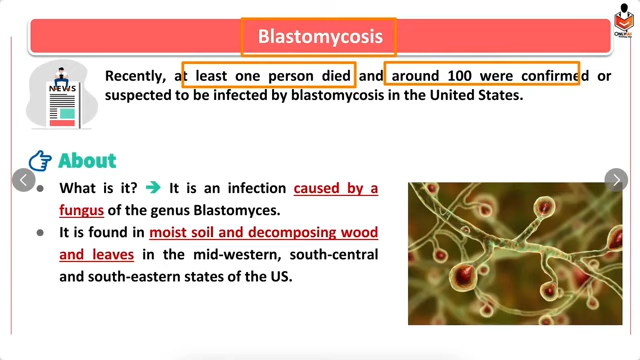 Blastomycosis
Recently, at least one person died and around 100 were confirmed or
suspected to be infected by blastomycosis in the United States.
NEWS
About
● What is it? ➔ It is an infection caused by a
fungus of the genus Blastomyces.
● It is found in moist soil and decomposing wood
and leaves in the mid-western, south-central
and south-eastern states of the US.